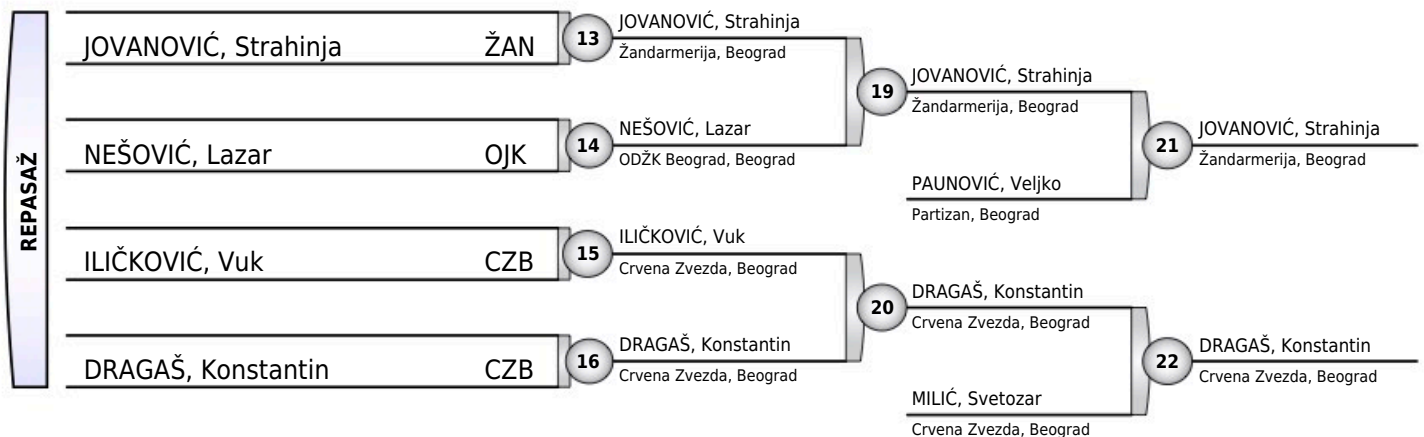 REPASAŽ
JOVANOVIĆ, Strahinja ŽAN
NEŠOVIĆ, Lazar OJK
ILIČKOVIĆ, Vuk CZB
DRAGAŠ, Konstantin CZB
13
JOVANOVIĆ, Strahinja
Žandarmerija, Beograd
14
NEŠOVIĆ, Lazar
ODŽK Beograd, Beograd
15
ILIČKOVIĆ, Vuk
Crvena Zvezda, Beograd
16
DRAGAŠ, Konstantin
Crvena Zvezda, Beograd
19
JOVANOVIĆ, Strahinja
Žandarmerija, Beograd
PAUNOVIĆ, Veljko
Partizan, Beograd
20
DRAGAŠ, Konstantin
Crvena Zvezda, Beograd
MILIĆ, Svetozar
Crvena Zvezda, Beograd
21
JOVANOVIĆ, Strahinja
Žandarmerija, Beograd
22
DRAGAŠ, Konstantin
Crvena Zvezda, Beograd